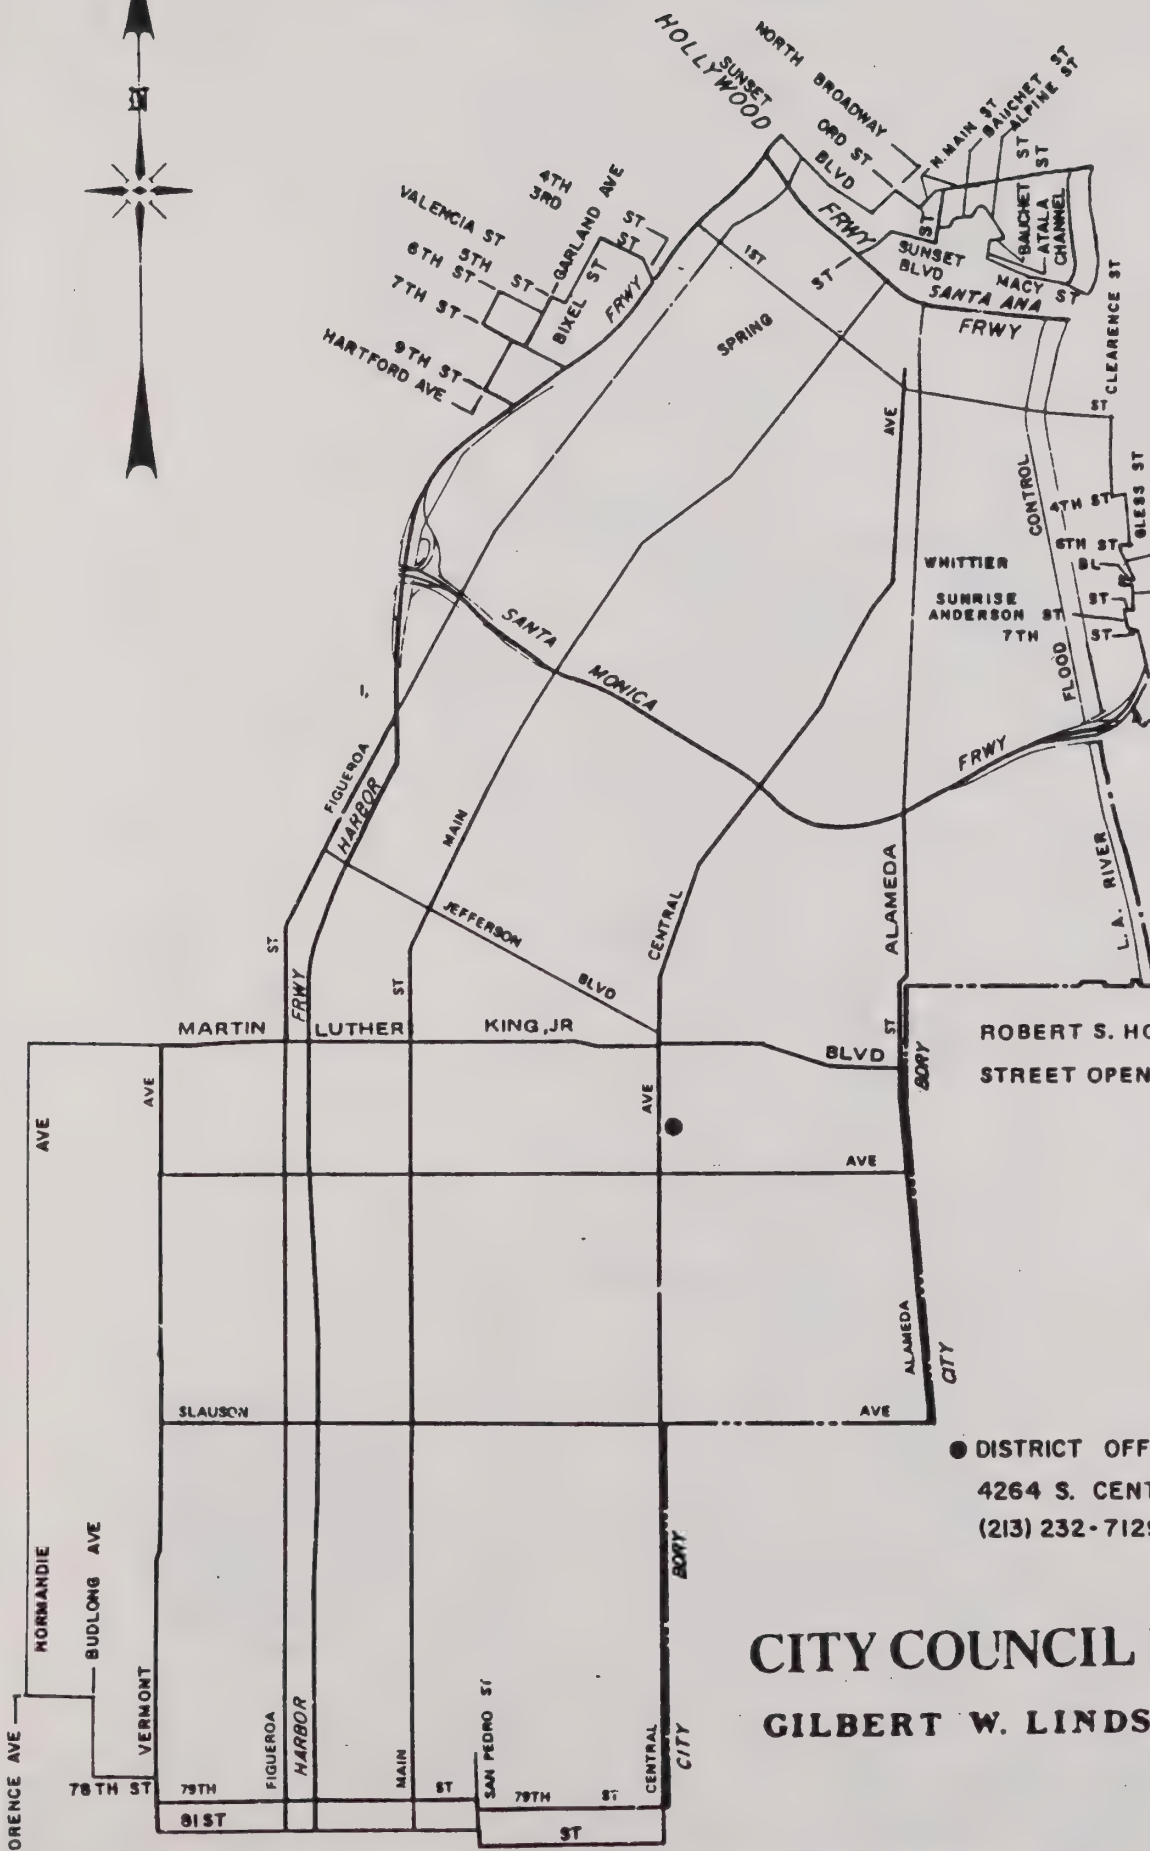 N
HOLLYWOOD
SUNSET
BLVD
NORTH BROADWAY
ORD ST
N. MAIN ST
BAUCHET ST
ALPINE ST
BAUCHET ST
ATALA ST
CHANNEL
4TH ST
3RD ST
GARLAND AVE
VALENCIA ST
5TH ST
6TH ST
7TH ST
BIXEL ST
FRWY
9TH ST
HARTFORD AVE
FRWY
1ST
ST
ST
SUNSET
BLVD
MACY ST
SANTA ANA
FRWY
SPRING
ST
CLEARENCE ST
AVE
CONTROL
4TH ST
GLESS ST
6TH ST
WHITTIER BL
SUNRISE ST
ANDERSON ST
7TH ST
FLOOD
SANTA
MONICA
FRWY
FIGUEROA
HARBOR
MAIN
JEFFERSON
BLVD
CENTRAL
ALAMEDA
L.A. RIVER
ST
FRWY
ST
ST
MARTIN LUTHER KING, JR
BLVD
BDRY
ROBERT S. HO
STREET OPEN
AVE
AVE
AVE
AVE
ALAMEDA
CITY
SLAUSON
AVE
DISTRICT OFF
4264 S. CENT
(213) 232-7129
NORMANDIE
BUDLONG AVE
VERMONT
BDRY
CITY COUNCIL
GILBERT W. LINDS
ORENCE AVE
78TH ST
79TH
FIGUEROA
HARBOR
MAIN
ST
SAN PEDRO ST
79TH
ST
CENTRAL
CITY
81ST
ST